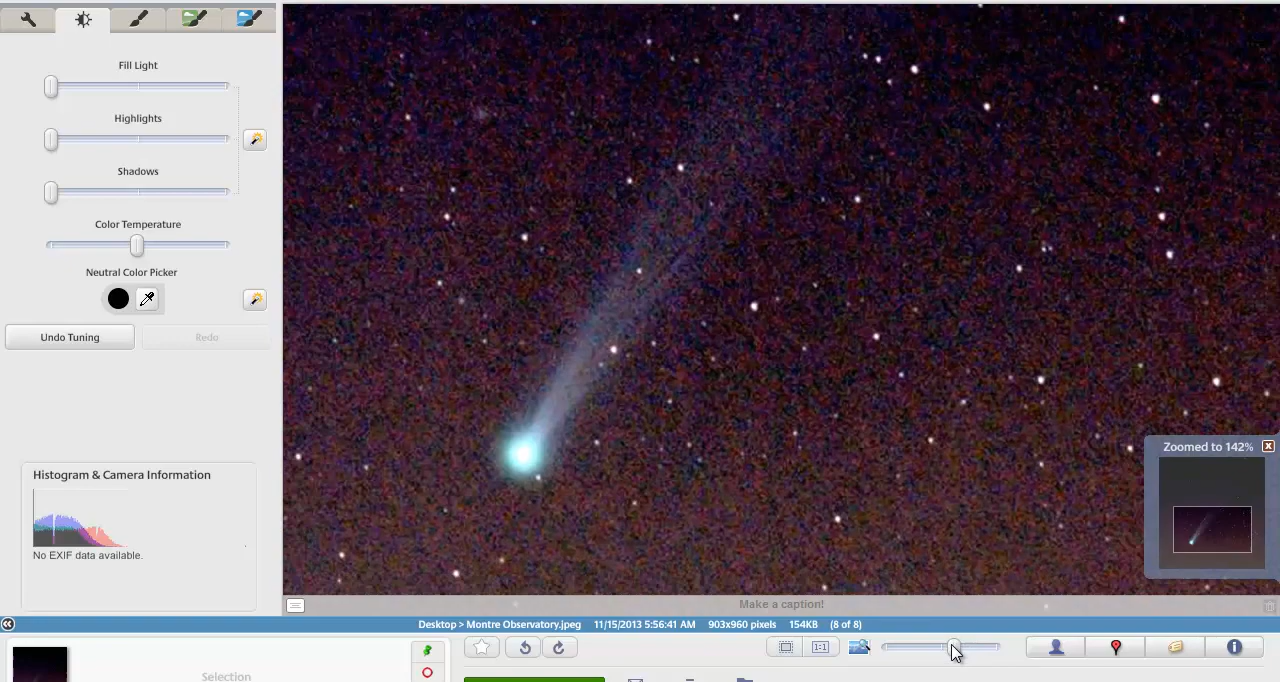 Fill Light
Highlights
Shadows
Color Temperature
Neutral Color Picker
Undo Tuning
Redo
Histogram & Camera Information
No EXIF data available.
Zoomed to 142%
Make a caption!
Desktop > Montre Observatory.jpeg 11/15/2013 5:56:41 AM 903x960 pixels 154KB (8 of 8)
1:1
Selection